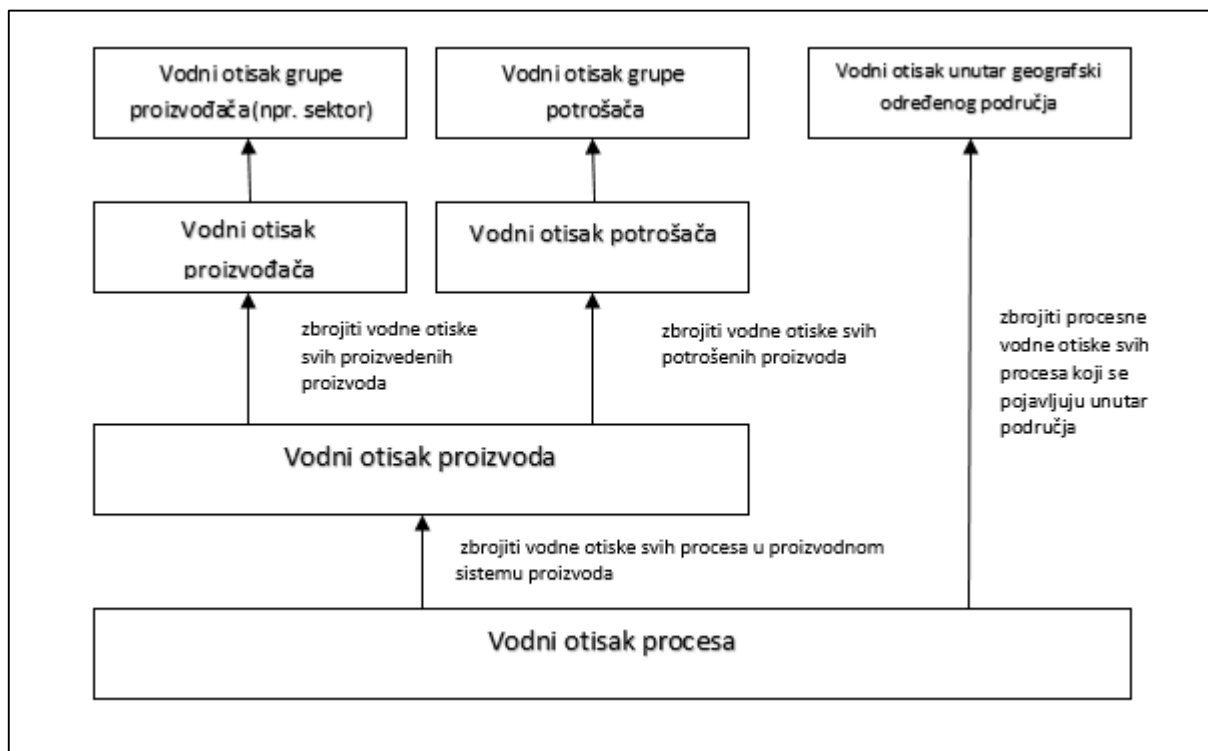 Vodni otisak grupe
proizvođača(npr. sektor)
Vodni otisak grupe
potrošača
Vodni otisak unutar geografski
određenog područja
Vodni otisak
proizvođača
Vodni otisak potrošača
zbrojiti vodne otiske
svih proizvedenih
proizvoda
zbrojiti vodne otiske svih
potrošenih proizvoda
zbrojiti procesne
vodne otiske svih
procesa koji se
pojavljuju unutar
područja
Vodni otisak proizvoda
zbrojiti vodne otiske svih procesa u proizvodnom
sistemu proizvoda
Vodni otisak procesa